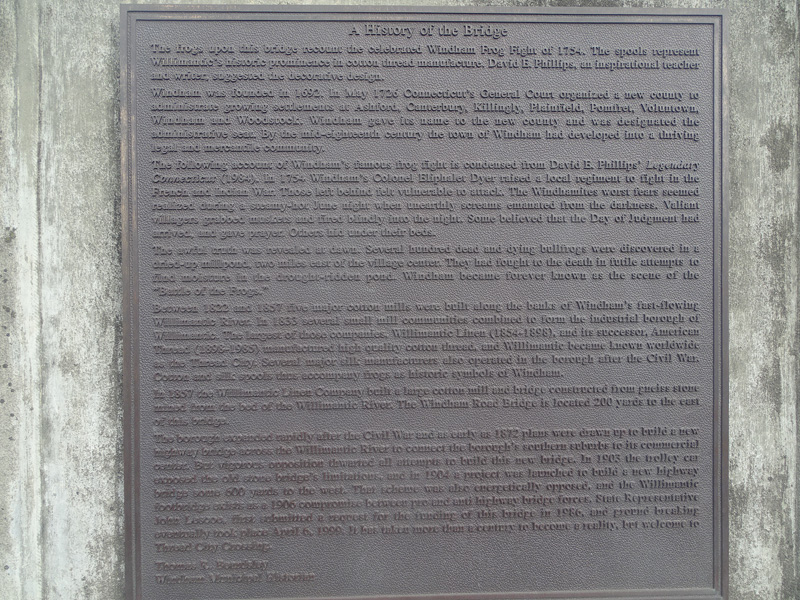 A History of the Bridge
The frogs upon this bridge recount the celebrated Windham Frog Fight of 1754. The spools represent
Willimantic's historic prominence in cotton thread manufacture. David E. Phillips, an inspirational teacher
and writer, suggested the decorative design.
Windham was founded in 1692. In May 1726 Connecticut's General Court organized a new county to
administrate growing settlements at Ashford, Canterbury, Killingly, Plainfield, Pomfret, Voluntown,
Windham and Woodstock. Windham gave its name to the new county and was designated the
administrative seat. By the mid-eighteenth century the town of Windham had developed into a thriving
legal and mercantile community.
The following account of Windham's famous frog fight is condensed from David E. Phillips' Legendary
Connecticut (1984). In 1754 Windham's Colonel Eliphalet Dyer raised a local regiment to fight in the
French and Indian War. Those left behind felt vulnerable to attack. The Windhamites worst fears seemed
realized during a steamy-hot June night when unearthly screams emanated from the darkness. Valiant
villagers grabbed muskets and fired blindly into the night. Some believed that the Day of Judgment had
arrived, and gave prayer. Others hid under their beds.
The awful truth was revealed at dawn. Several hundred dead and dying bullfrogs were discovered in a
dried-up millpond, two miles east of the village center. They had fought to the death in futile attempts to
find moisture in the drought-ridden pond. Windham became forever known as the scene of the
"Battle of the Frogs."
Between 1822 and 1857 five major cotton mills were built along the banks of Windham's fast-flowing
Willimantic River. In 1833 several small mill communities combined to form the industrial borough of
Willimantic. The largest of those companies, Willimantic Linen (1854-1898), and its successor, American
Thread (1898-1985) manufactured high quality cotton thread, and Willimantic became known worldwide
as the Thread City. Several major silk manufacturers also operated in the borough after the Civil War.
Cotton and silk spools thus accompany frogs as historic symbols of Windham.
In 1857 the Willimantic Linen Company built a large cotton mill and bridge constructed from gneiss stone
mined from the bed of the Willimantic River. The Windham Road Bridge is located 200 yards to the east
of this bridge.
The borough expanded rapidly after the Civil War and as early as 1872 plans were drawn up to build a new
highway bridge across the Willimantic River to connect the borough's southern suburbs to its commercial
center. But vigorous opposition thwarted all attempts to build this new bridge. In 1903 the trolley car
exposed the old stone bridge's limitations, and in 1904 a project was launched to build a new highway
bridge some 600 yards to the west. That scheme was also energetically opposed, and the Willimantic
footbridge exists as a 1906 compromise between pro-and anti highway bridge forces. State Representative
John Lescoe, first submitted a request for the funding of this bridge in 1986, and ground breaking
eventually took place April 6, 1999. It has taken more than a century to become a reality, but welcome to
Thread City Crossing.
Thomas R. Beardsley
Windham Municipal Historian